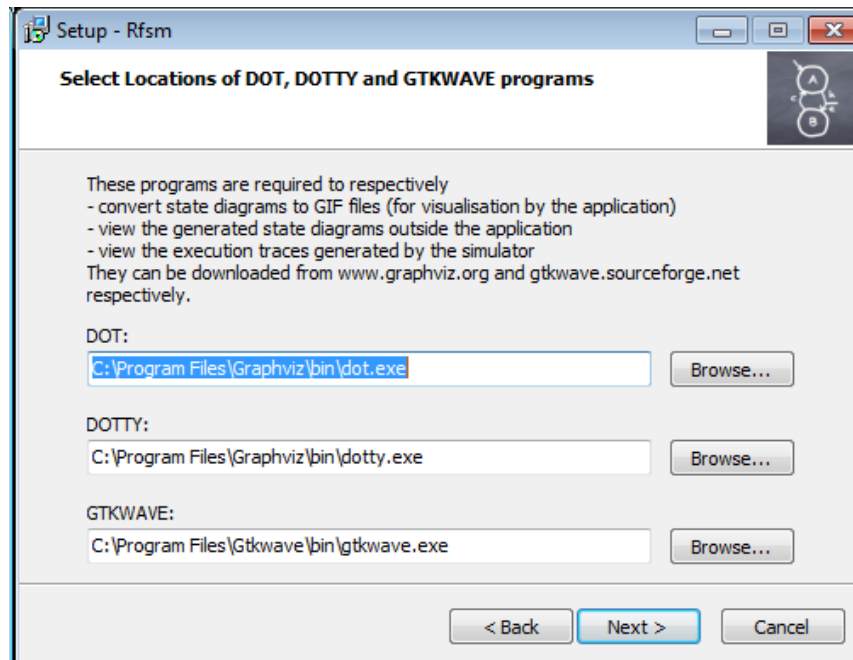 Setup - Rfsm
Select Locations of DOT, DOTTY and GTKWAVE programs
A
B
These programs are required to respectively
- convert state diagrams to GIF files (for visualisation by the application)
- view the generated state diagrams outside the application
- view the execution traces generated by the simulator
They can be downloaded from www.graphviz.org and gtkwave.sourceforge.net
respectively.
DOT:
C:\Program Files\Graphviz\bin\dot.exe
Browse...
DOTTY:
C:\Program Files\Graphviz\bin\dotty.exe
Browse...
GTKWAVE:
C:\Program Files\Gtkwave\bin\gtkwave.exe
Browse...
< Back
Next >
Cancel